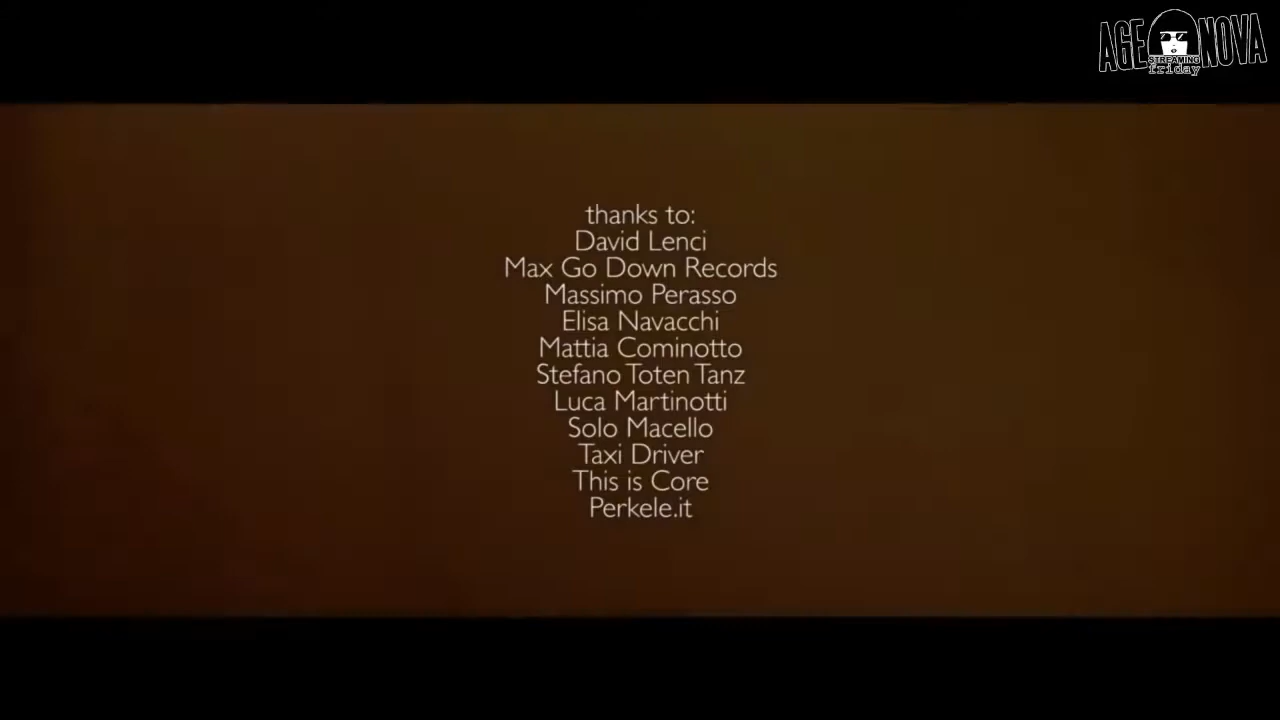 AGE NOVA
STREAMING
friday
thanks to:
David Lenci
Max Go Down Records
Massimo Perasso
Elisa Navacchi
Mattia Cominotto
Stefano Toten Tanz
Luca Martinotti
Solo Macello
Taxi Driver
This is Core
Perkele.it